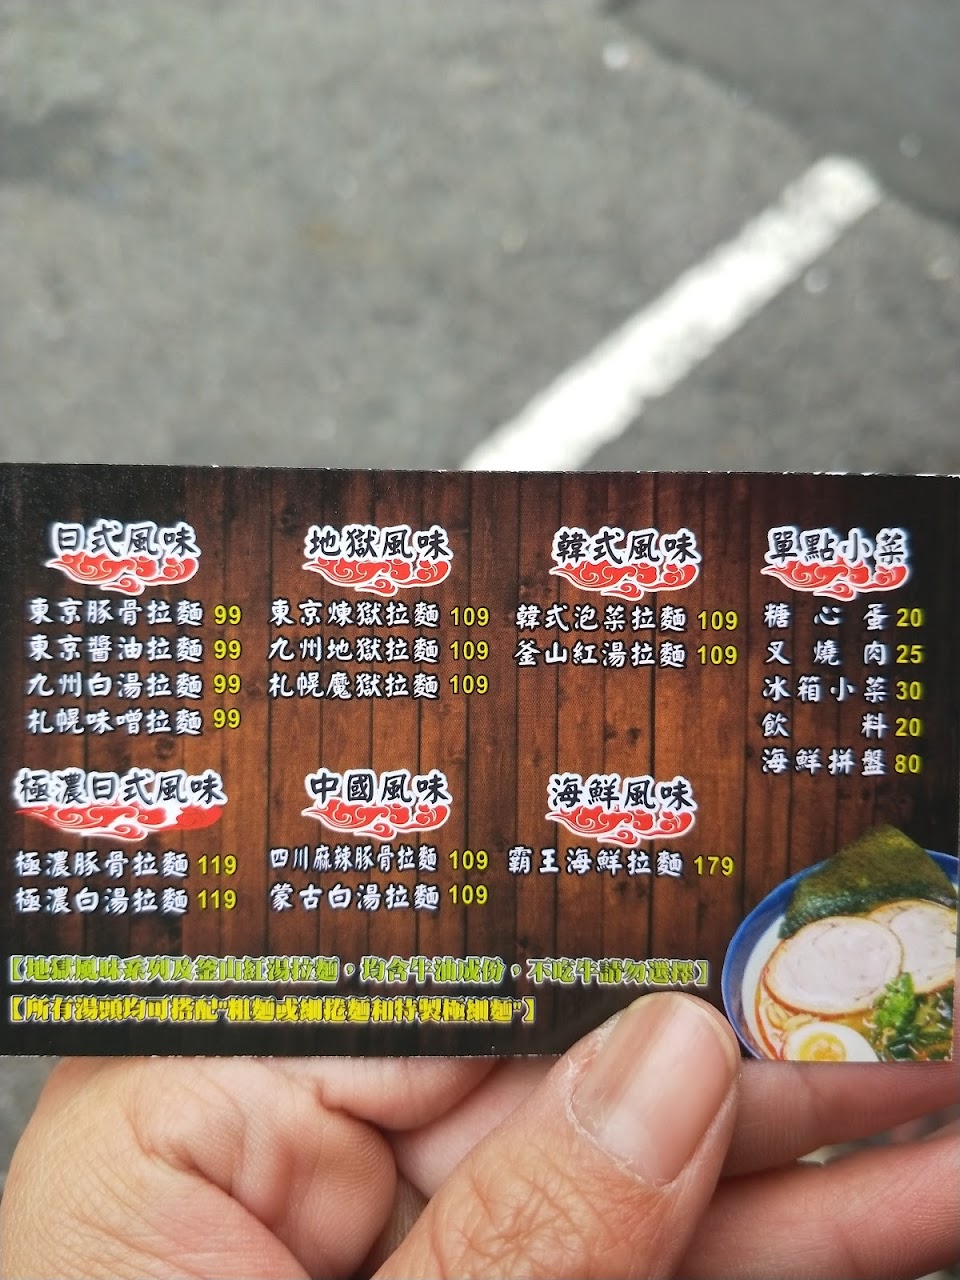 日式風味
東京豚骨拉麵 99
東京醬油拉麵 99
九州白湯拉麵 99
札幌味噌拉麵 99
地獄風味
東京煉獄拉麵 109
九州地獄拉麵 109
札幌魔獄拉麵 109
韓式風味
韓式泡菜拉麵 109
釜山紅湯拉麵 109
單點小菜
糖心蛋 20
叉燒肉 25
冰箱小菜 30
飲料 20
海鮮拼盤 80
極濃日式風味
極濃豚骨拉麵 119
極濃白湯拉麵 119
中國風味
四川麻辣豚骨拉麵 109
蒙古白湯拉麵 109
海鮮風味
霸王海鮮拉麵 179
【地獄風味系列及釜山紅湯拉麵，均含牛油成份，不吃牛請勿選擇】
【所有湯頭均可搭配"粗麵或細捲麵和特製極細麵"】